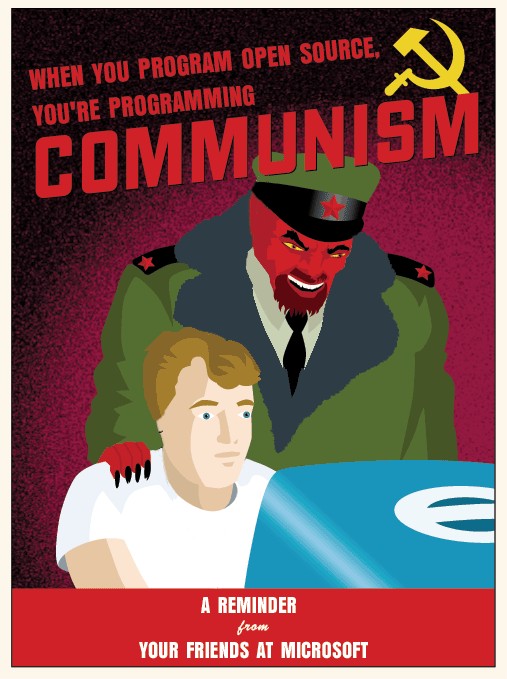 WHEN YOU PROGRAM OPEN SOURCE,
YOU'RE PROGRAMMING
COMMUNISM
A REMINDER
from
YOUR FRIENDS AT MICROSOFT